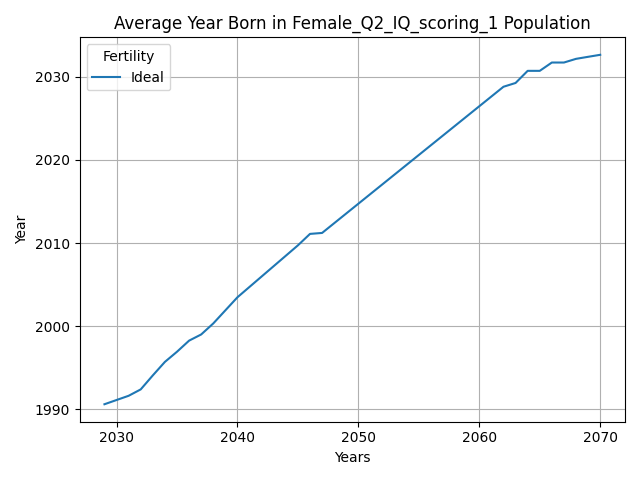 Average Year Born in Female_Q2_IQ_scoring_1 Population
Fertility
Ideal
Year
2030
2020
2010
2000
1990
2030 2040 2050 2060 2070
Years